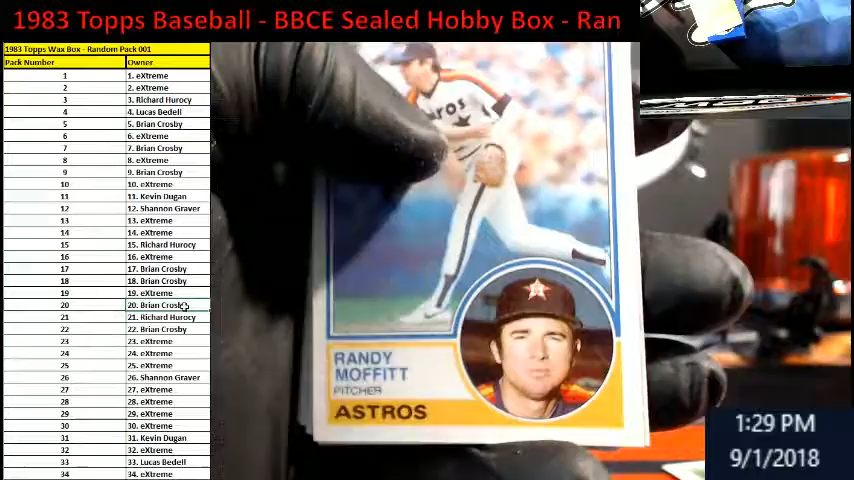 1983 Topps Baseball - BBCE Sealed Hobby Box - Ran
1983 Topps Wax Box - Random Pack 001
Pack Number Owner
1 1. eXtreme
2 2. eXtreme
3 3. Richard Hurocy
4 4. Lucas Bedell
5 5. Brian Crosby
6 6. eXtreme
7 7. Brian Crosby
8 8. eXtreme
9 9. Brian Crosby
10 10. eXtreme
11 11. Kevin Dugan
12 12. Shannon Graver
13 13. eXtreme
14 14. eXtreme
15 15. Richard Hurocy
16 16. eXtreme
17 17. Brian Crosby
18 18. Brian Crosby
19 19. eXtreme
20 20. Brian Crosby
21 21. Richard Hurocy
22 22. Brian Crosby
23 23. eXtreme
24 24. eXtreme
25 25. eXtreme
26 26. Shannon Graver
27 27. eXtreme
28 28. eXtreme
29 29. eXtreme
30 30. eXtreme
31 31. Kevin Dugan
32 32. eXtreme
33 33. Lucas Bedell
34 34. eXtreme
RANDY
MOFFITT
PITCHER
ASTROS
1:29 PM
9/1/2018